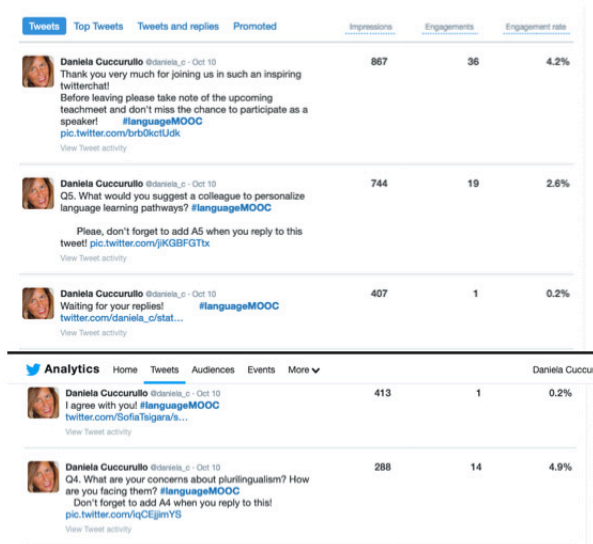 Tweets Top Tweets Tweets and replies Promoted Impressions Engagements Engagement rate
Daniela Cuccurullo @daniela_c · Oct 10 867 36 4.2%
Thank you very much for joining us in such an inspiring
twitterchat!
Before leaving please take note of the upcoming
teachmeet and don't miss the chance to participate as a
speaker! #languageMOOC
pic.twitter.com/brb0kctUdk
View Tweet activity
Daniela Cuccurullo @daniela_c · Oct 10 744 19 2.6%
Q5. What would you suggest a colleague to personalize
language learning pathways? #languageMOOC
Pleae, don't forget to add A5 when you reply to this
tweet! pic.twitter.com/jiKGBFGTtx
View Tweet activity
Daniela Cuccurullo @daniela_c · Oct 10 407 1 0.2%
Waiting for your replies! #languageMOOC
twitter.com/daniela_c/stat...
View Tweet activity
Analytics Home Tweets Audiences Events More Daniela Cuccu
Daniela Cuccurullo @daniela_c · Oct 10 413 1 0.2%
I agree with you! #languageMOOC
twitter.com/SofiaTsigara/s...
View Tweet activity
Daniela Cuccurullo @daniela_c · Oct 10 288 14 4.9%
Q4. What are your concerns about plurilingualism? How
are you facing them? #languageMOOC
Don't forget to add A4 when you reply to this!
pic.twitter.com/iqCEjjimYS
View Tweet activity